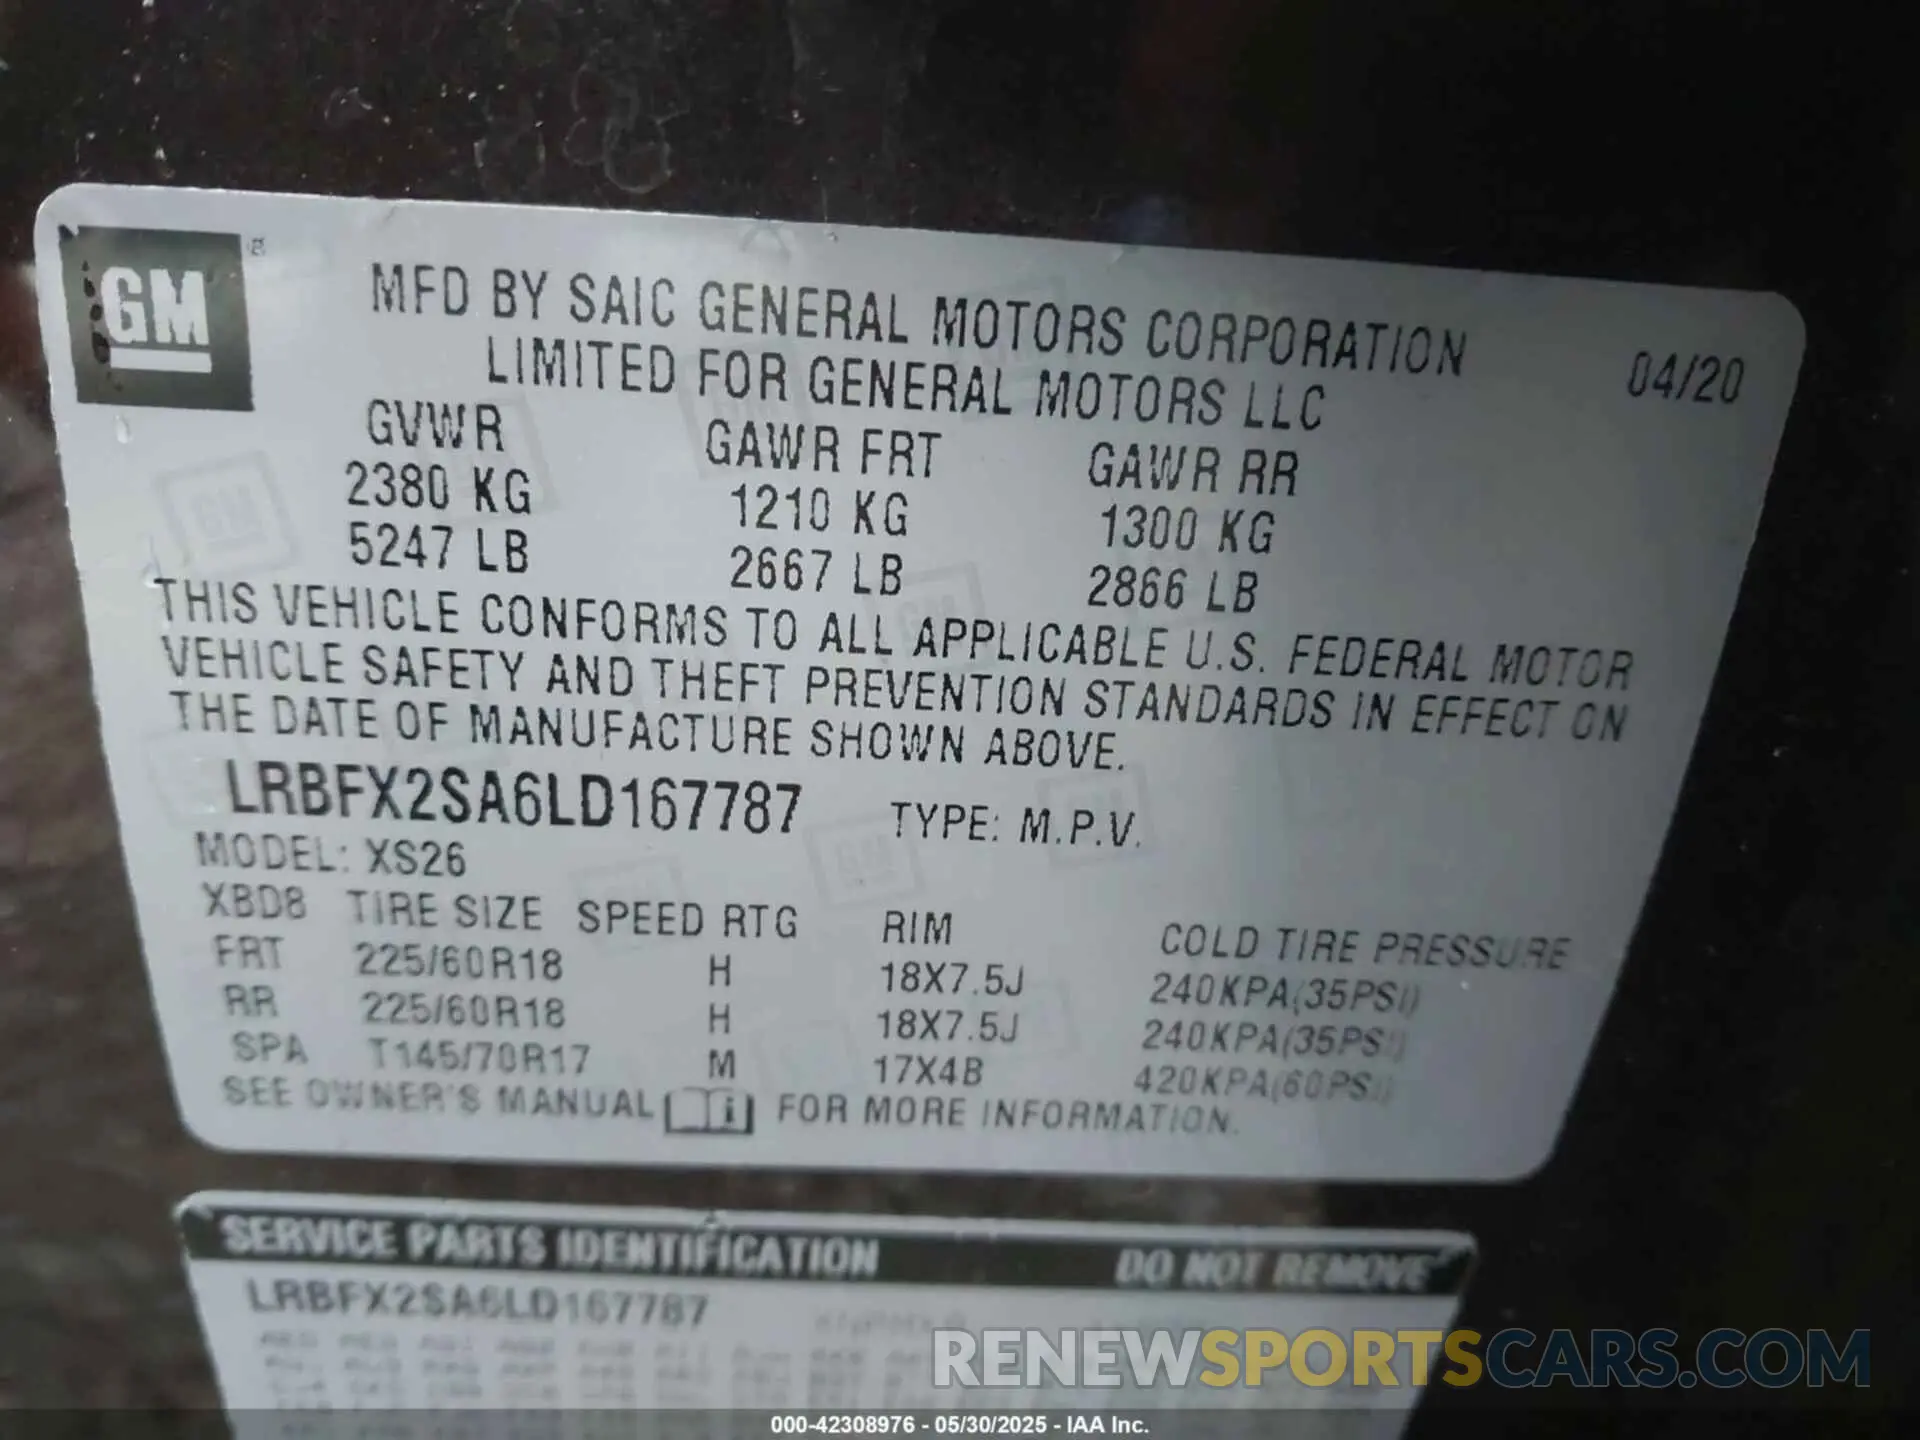 GM
MFD BY SAIC GENERAL MOTORS CORPORATION
LIMITED FOR GENERAL MOTORS LLC
04/20
GVWR GAWR FRT GAWR RR
2380 KG 1210 KG 1300 KG
5247 LB 2667 LB 2866 LB
THIS VEHICLE CONFORMS TO ALL APPLICABLE U.S. FEDERAL MOTOR
VEHICLE SAFETY AND THEFT PREVENTION STANDARDS IN EFFECT ON
THE DATE OF MANUFACTURE SHOWN ABOVE.
LRBFX2SA6LD167787 TYPE: M.P.V.
MODEL: XS26
XBD8 TIRE SIZE SPEED RTG RIM COLD TIRE PRESSURE
FRT 225/60R18 H 18X7.5J 240KPA(35PSI)
RR 225/60R18 H 18X7.5J 240KPA(35PSI)
SPA T145/70R17 M 17X4B 420KPA(60PSI)
SEE OWNER'S MANUAL FOR MORE INFORMATION.
SERVICE PARTS IDENTIFICATION DO NOT REMOVE
LRBFX2SA6LD167787
RENEWSPORTSCARS.COM
000-42308976 - 05/30/2025 - IAA Inc.